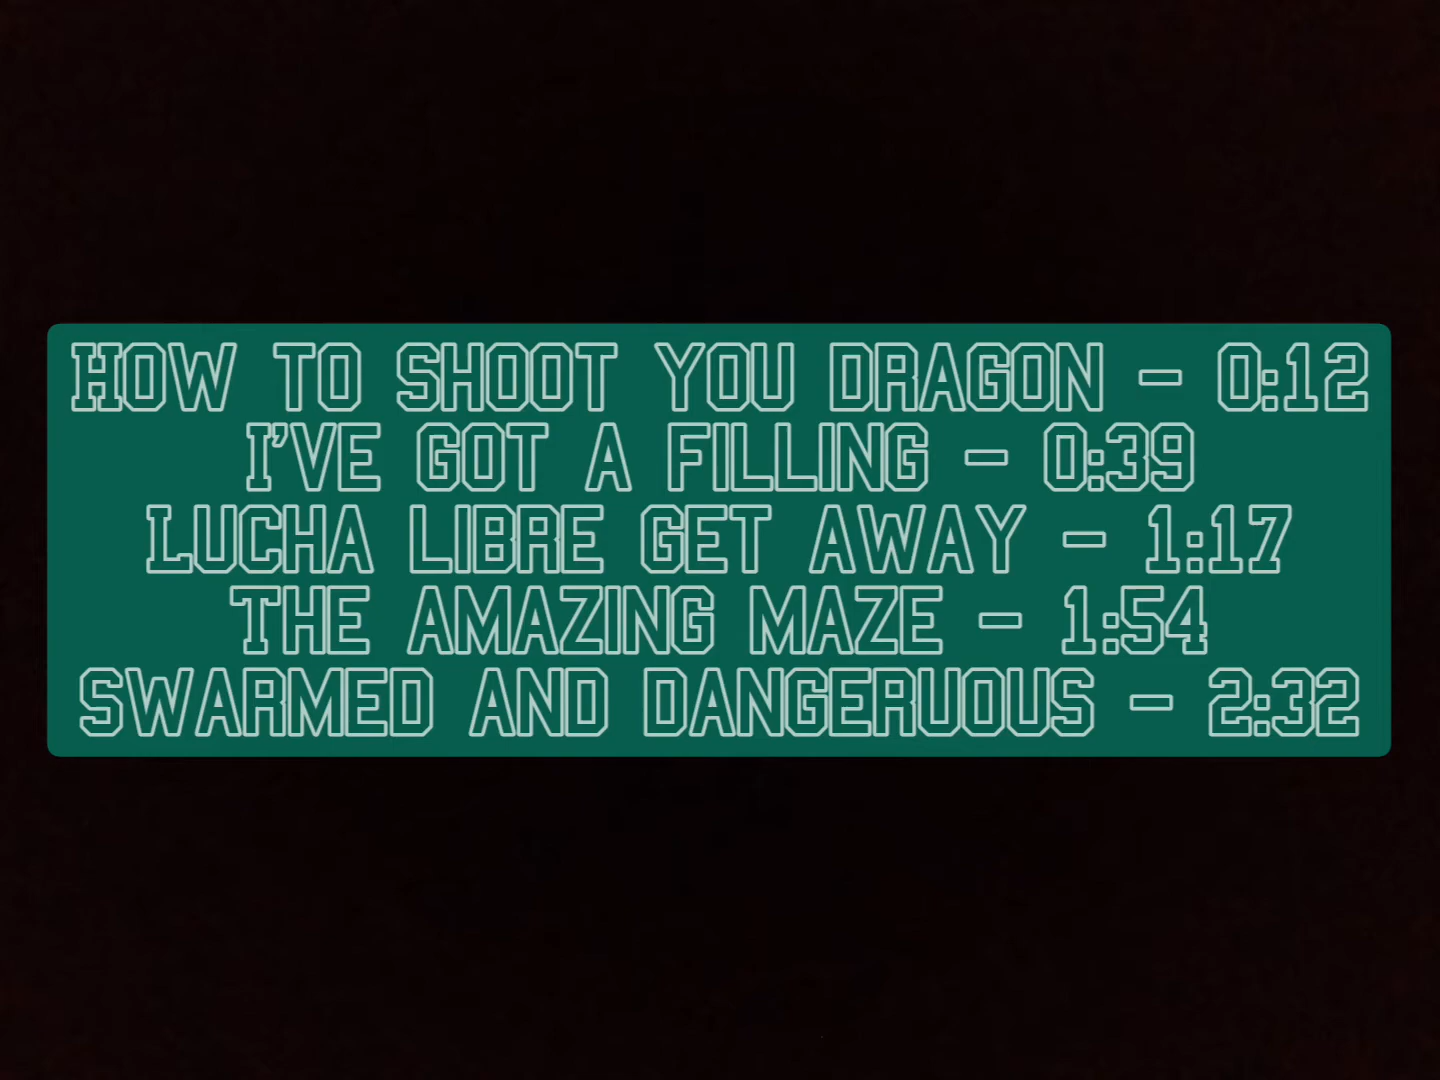 HOW TO SHOOT YOU DRAGON - 0:12
I'VE GOT A FILLING - 0:39
LUCHA LIBRE GET AWAY - 1:17
THE AMAZING MAZE - 1:54
SWARMED AND DANGERUOUS - 2:32